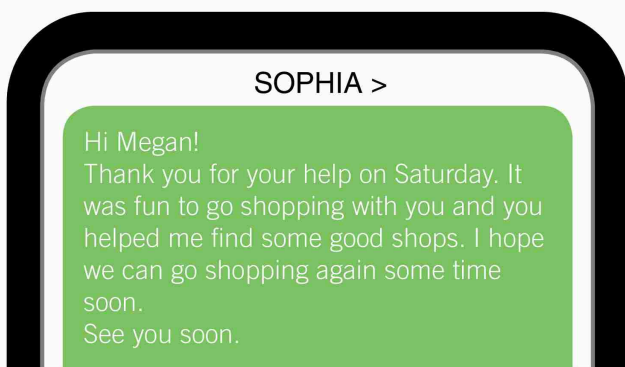 SOPHIA >
Hi Megan!
Thank you for your help on Saturday. It
was fun to go shopping with you and you
helped me find some good shops. I hope
we can go shopping again some time
soon.
See you soon.